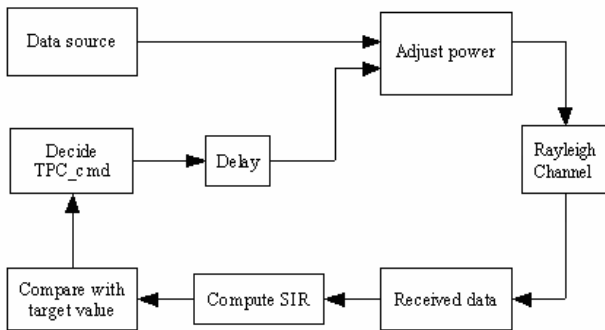 Data source
Adjust power
Decide
TPC_cmd
Delay
Rayleigh
Channel
Compare with
target value
Compute SIR
Received data